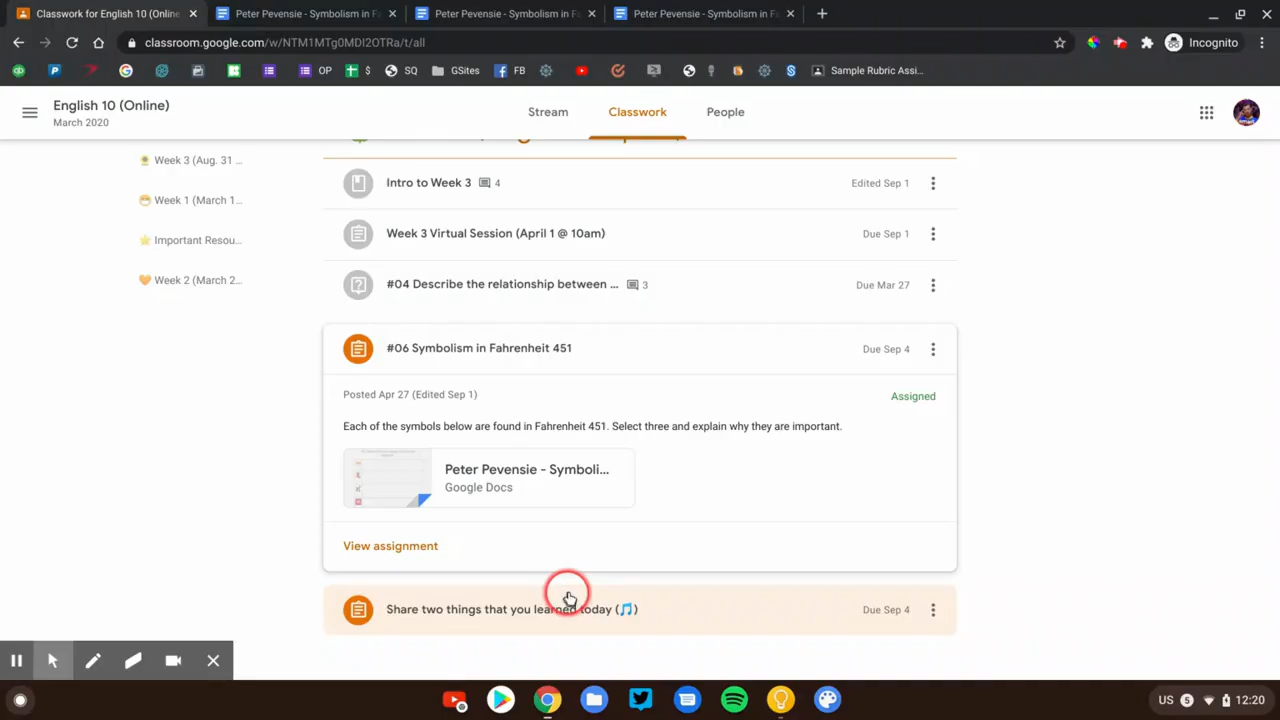 Classroom for English 10 (Online
Peter Pevensie - Symbolism in Fa
Peter Pevensie - Symbolism in Fa
Peter Pevensie - Symbolism in Fa
classroom.google.com/w/NTM1MTg0MDI2OTRa/t/all
Incognito
OP
$
SQ
GSites
FB
Sample Rubric Assi...
English 10 (Online)
March 2020
Stream
Classwork
People
Week 3 (Aug. 31 ...
Week 1 (March 1...
Important Resou...
Week 2 (March 2...
Intro to Week 3
4
Edited Sep 1
Week 3 Virtual Session (April 1 @ 10am)
Due Sep 1
#04 Describe the relationship between ...
3
Due Mar 27
#06 Symbolism in Fahrenheit 451
Due Sep 4
Posted Apr 27 (Edited Sep 1)
Assigned
Each of the symbols below are found in Fahrenheit 451. Select three and explain why they are important.
Peter Pevensie - Symboli...
Google Docs
View assignment
Share two things that you learned today (🎵)
Due Sep 4
US
5
12:20